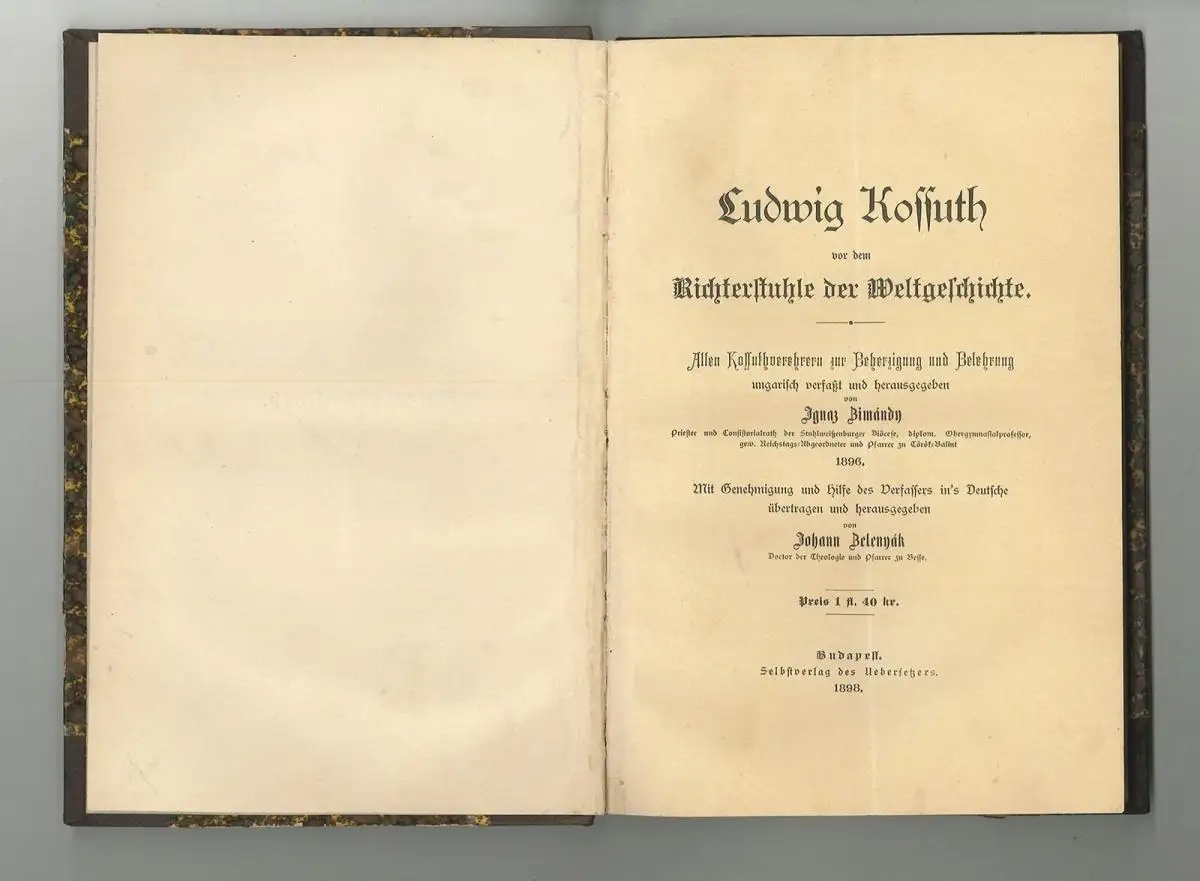 Ludwig Kossuth
vor dem
Richterstuhle der Weltgeschichte.
Allen Kossuthverehrern zur Beherzigung und Belehrung
ungarisch verfaßt und herausgegeben
von
Ignaz Zimándy
Priester und Consistorialrath der Stuhlweißenburger Diöcese, diplom. Obergymnasialprofessor,
gew. Reichstags-Abgeordneter und Pfarrer zu Török-Bálint
1896.
Mit Genehmigung und Hilfe des Verfassers in's Deutsche
übertragen und herausgegeben
von
Johann Zelenyák
Doctor der Theologie und Pfarrer zu Besse.
Preis 1 fl. 40 kr.
Budapest.
Selbstverlag des Uebersetzers.
1898.